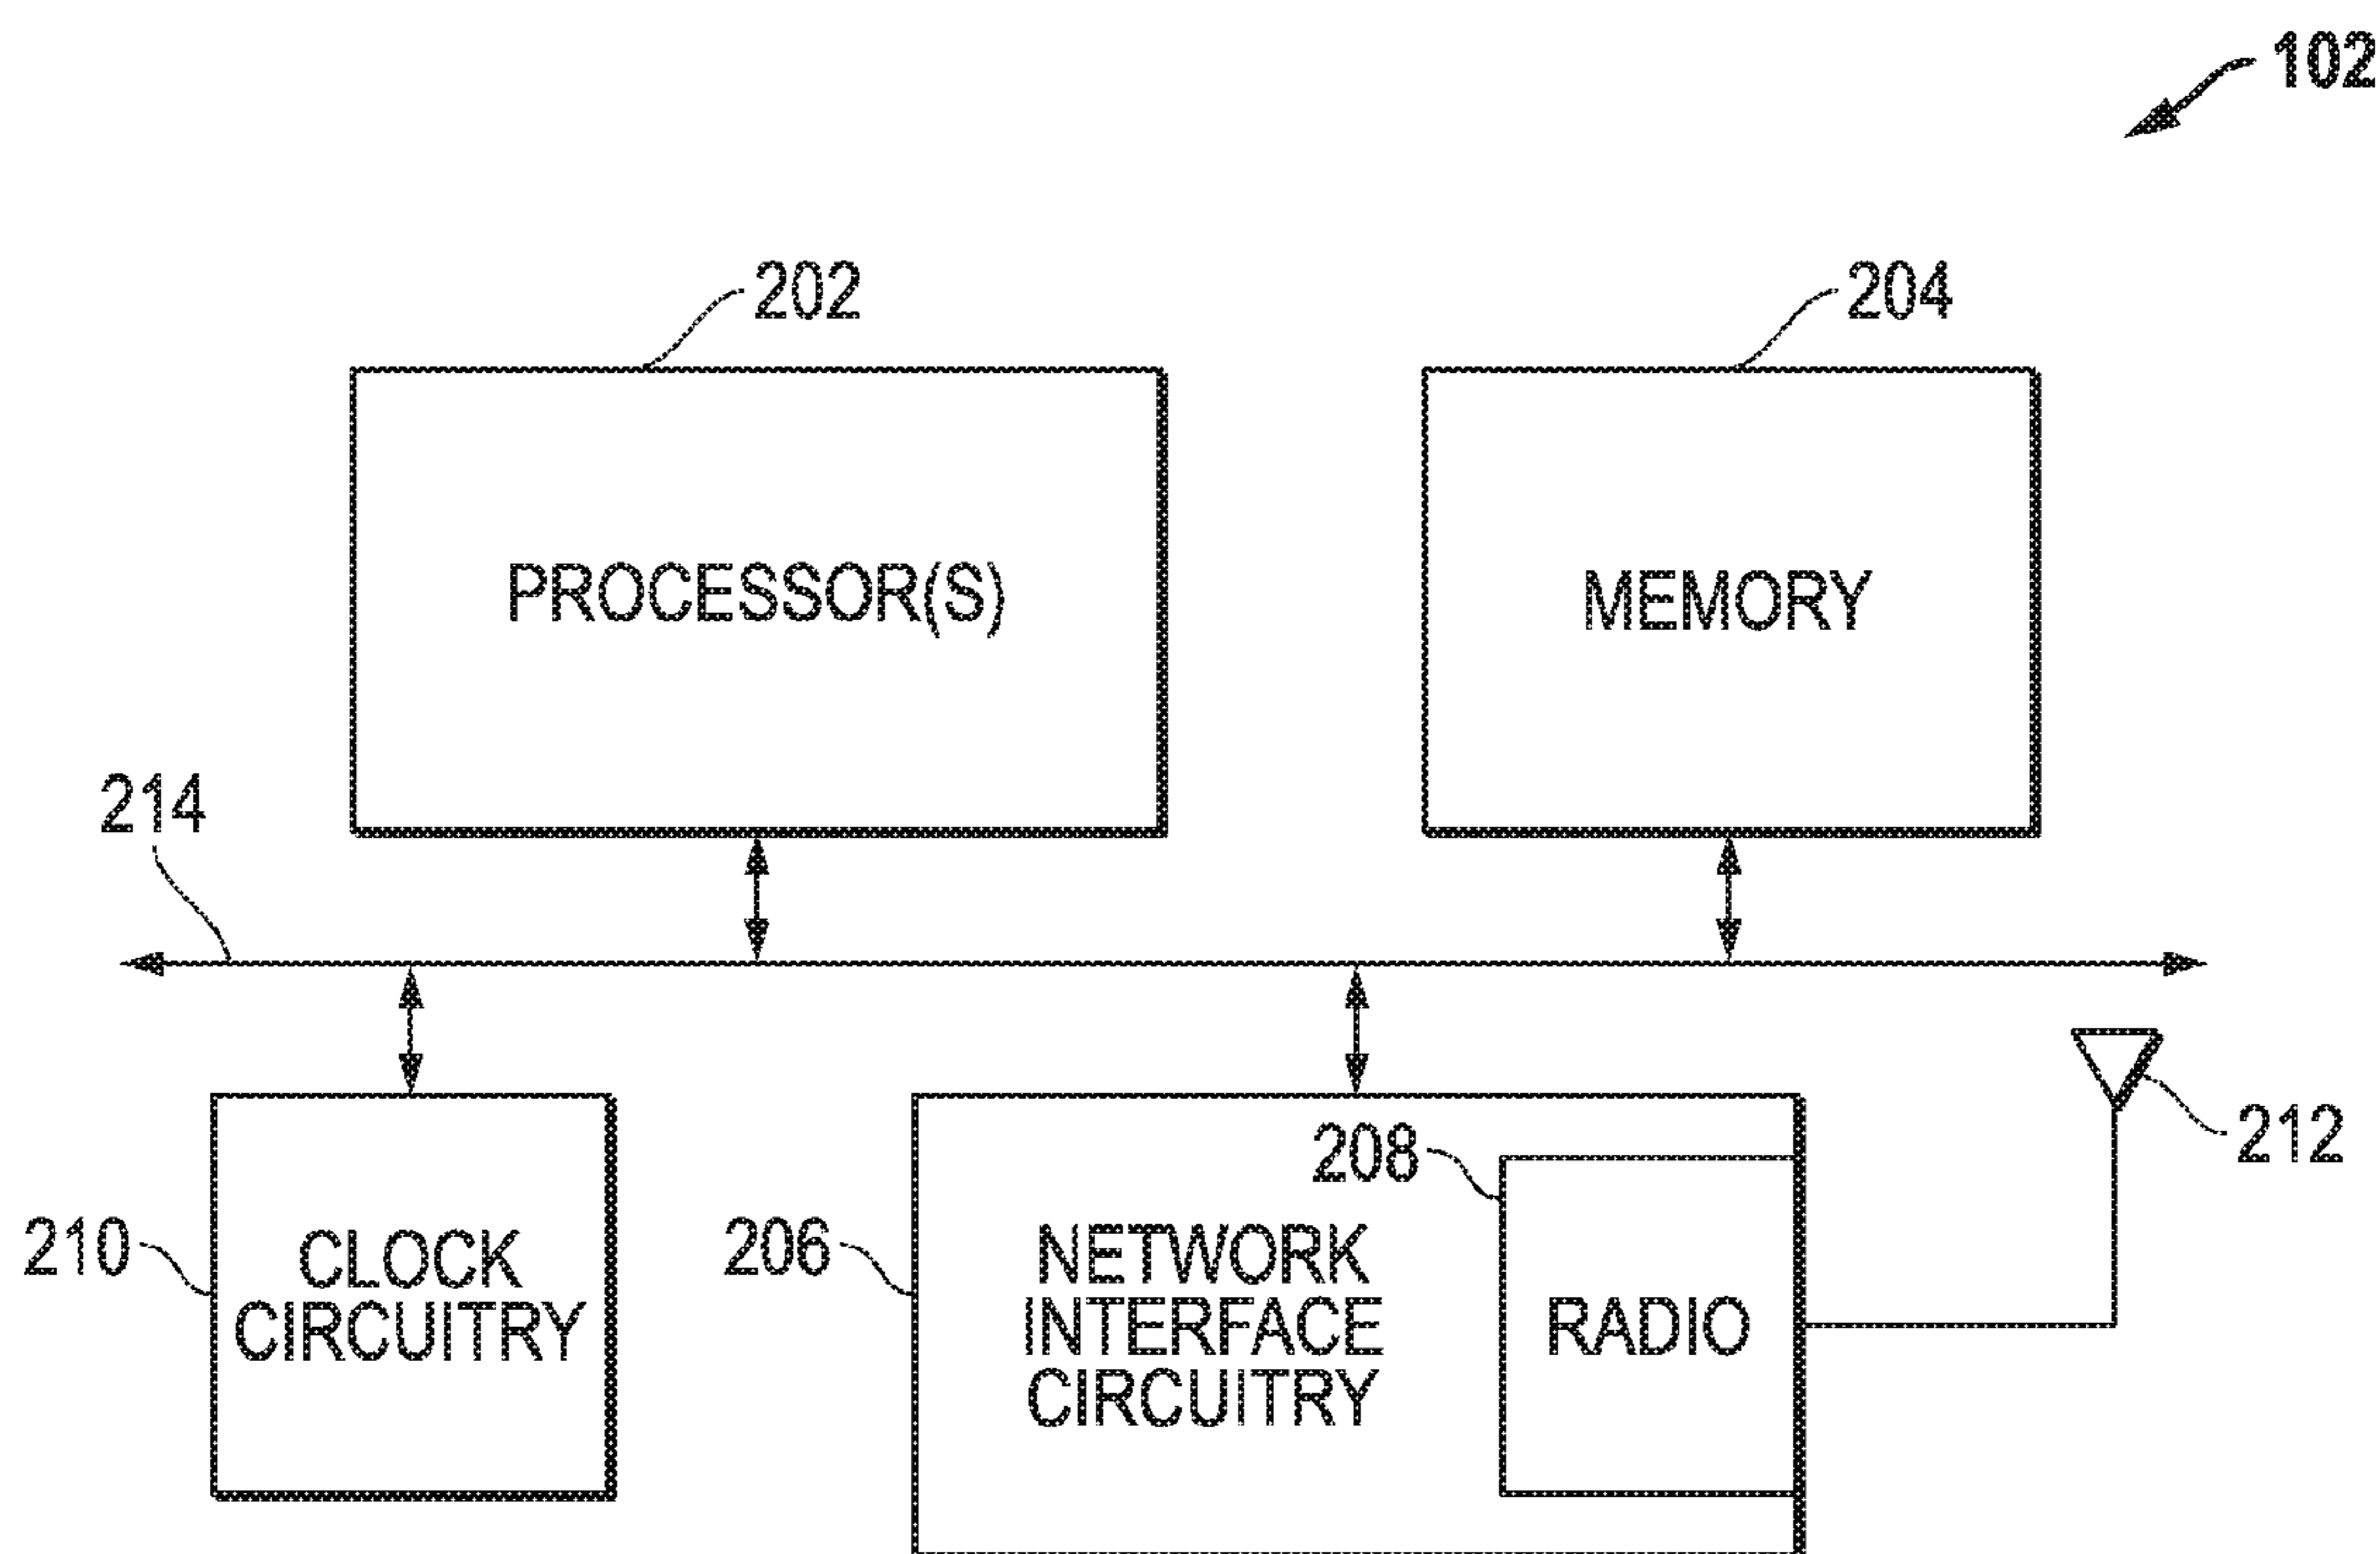 102
202
204
PROCESSOR(S)
MEMORY
214
212
208
210
206
CLOCK
CIRCUITRY
NETWORK
INTERFACE
CIRCUITRY
RADIO